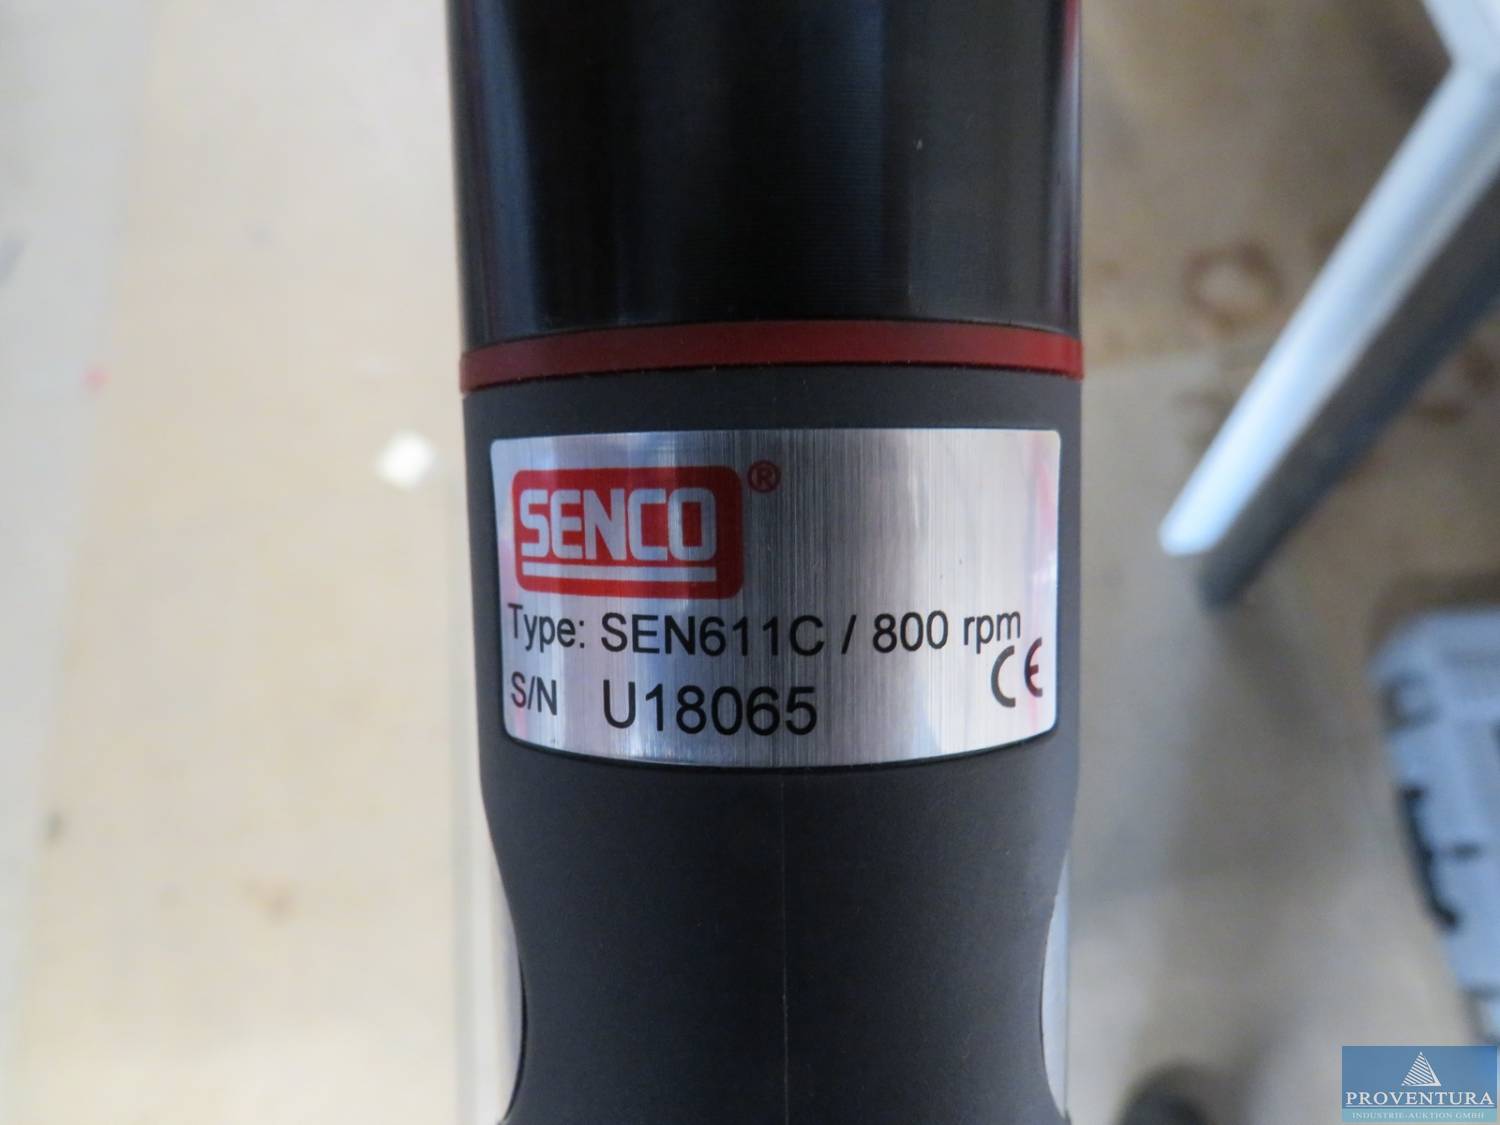 SENCO®
Type: SEN611C / 800 rpm
S/N U18065 CE
PROVENTURA
INDUSTRIE-AUKTION GMBH